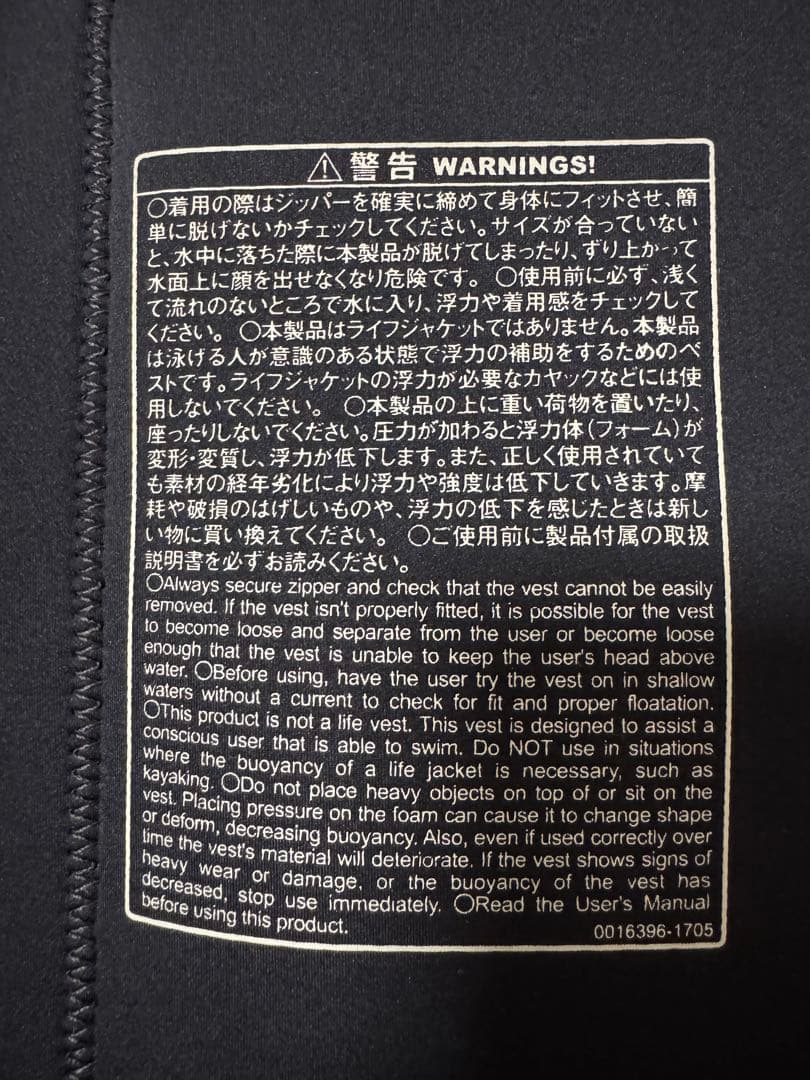 ⚠警告 WARNINGS!
○着用の際はジッパーを確実に締めて身体にフィットさせ、簡
単に脱げないかチェックしてください。サイズが合っていない
と、水中に落ちた際に本製品が脱げてしまったり、ずり上がって
水面上に顔を出せなくなり危険です。 ○使用前に必ず、浅く
て流れのないところで水に入り、浮力や着用感をチェックして
ください。 ○本製品はライフジャケットではありません。本製品
は泳げる人が意識のある状態で浮力の補助をするためのベ
ストです。ライフジャケットの浮力が必要なカヤックなどには使
用しないでください。 ○本製品の上に重い荷物を置いたり、
座ったりしないでください。圧力が加わると浮力体(フォーム)が
変形・変質し、浮力が低下します。また、正しく使用されていて
も素材の経年劣化により浮力や強度は低下していきます。摩
耗や破損のはげしいものや、浮力の低下を感じたときは新し
い物に買い換えてください。 ○ご使用前に製品付属の取扱
説明書を必ずお読みください。
○Always secure zipper and check that the vest cannot be easily
removed. If the vest isn't properly fitted, it is possible for the vest
to become loose and separate from the user or become loose
enough that the vest is unable to keep the user's head above
water. ○Before using, have the user try the vest on in shallow
waters without a current to check for fit and proper floatation.
○This product is not a life vest. This vest is designed to assist a
conscious user that is able to swim. Do NOT use in situations
where the buoyancy of a life jacket is necessary, such as
kayaking. ○Do not place heavy objects on top of or sit on the
vest. Placing pressure on the foam can cause it to change shape
or deform, decreasing buoyancy. Also, even if used correctly over
time the vest's material will deteriorate. If the vest shows signs of
heavy wear or damage, or the buoyancy of the vest has
decreased, stop use immediately. ○Read the User's Manual
before using this product.
0016396-1705